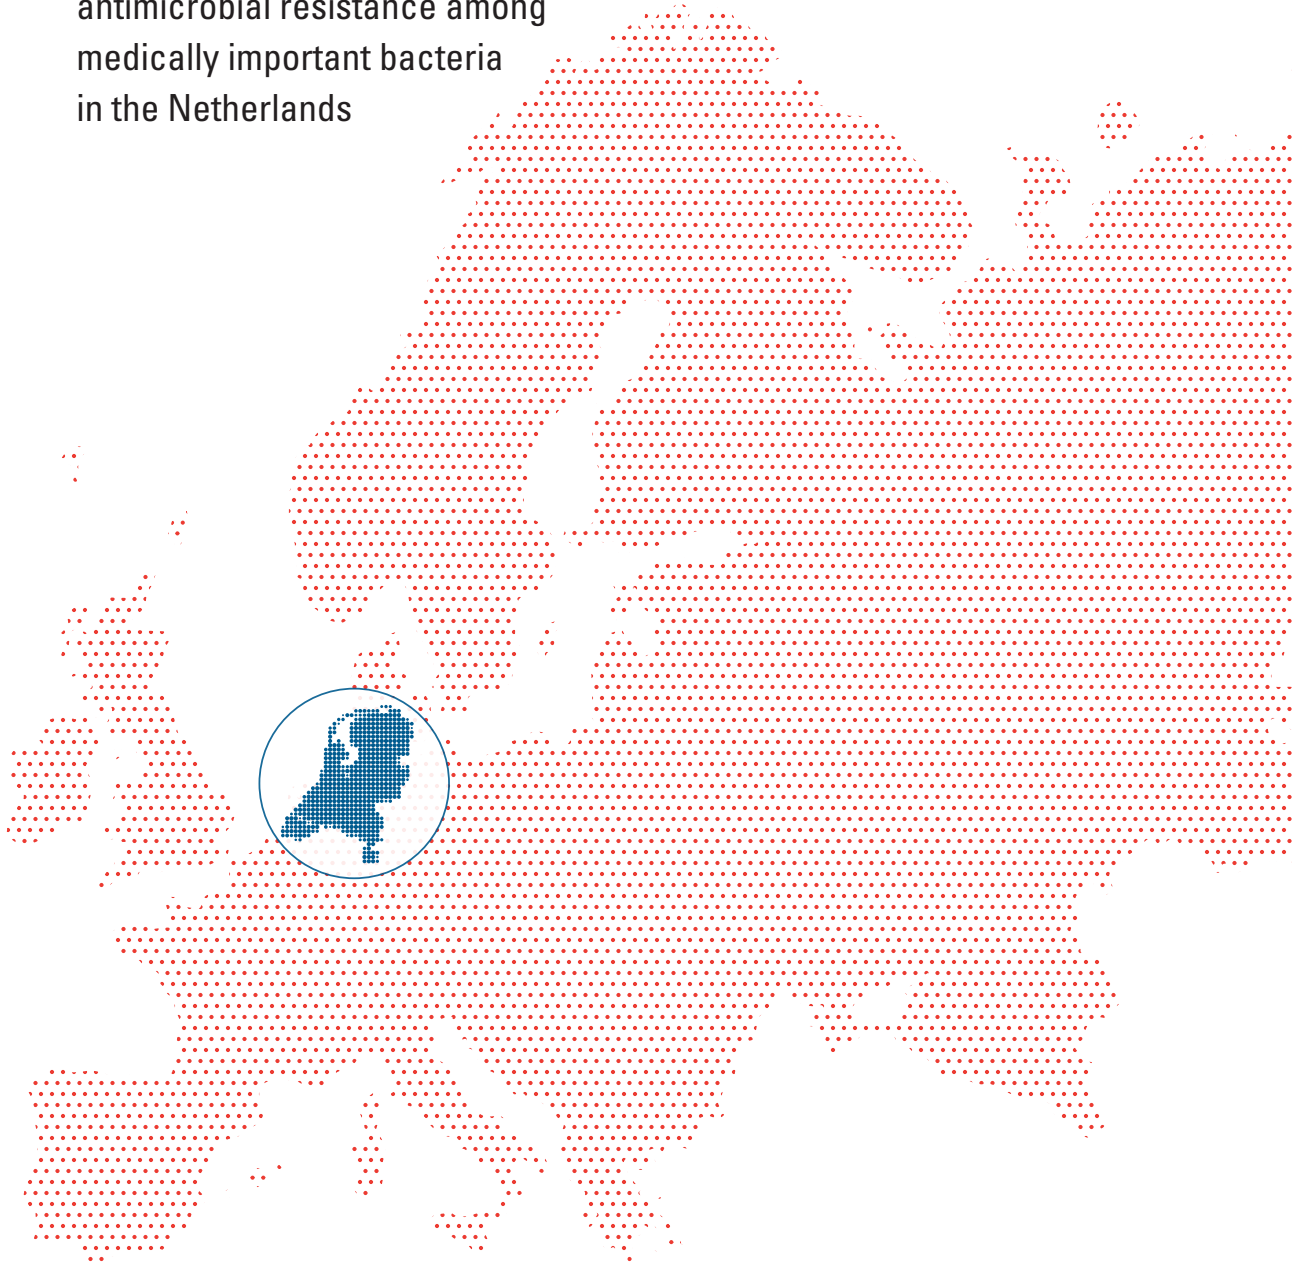 antimicrobial resistance among
medically important bacteria
in the Netherlands